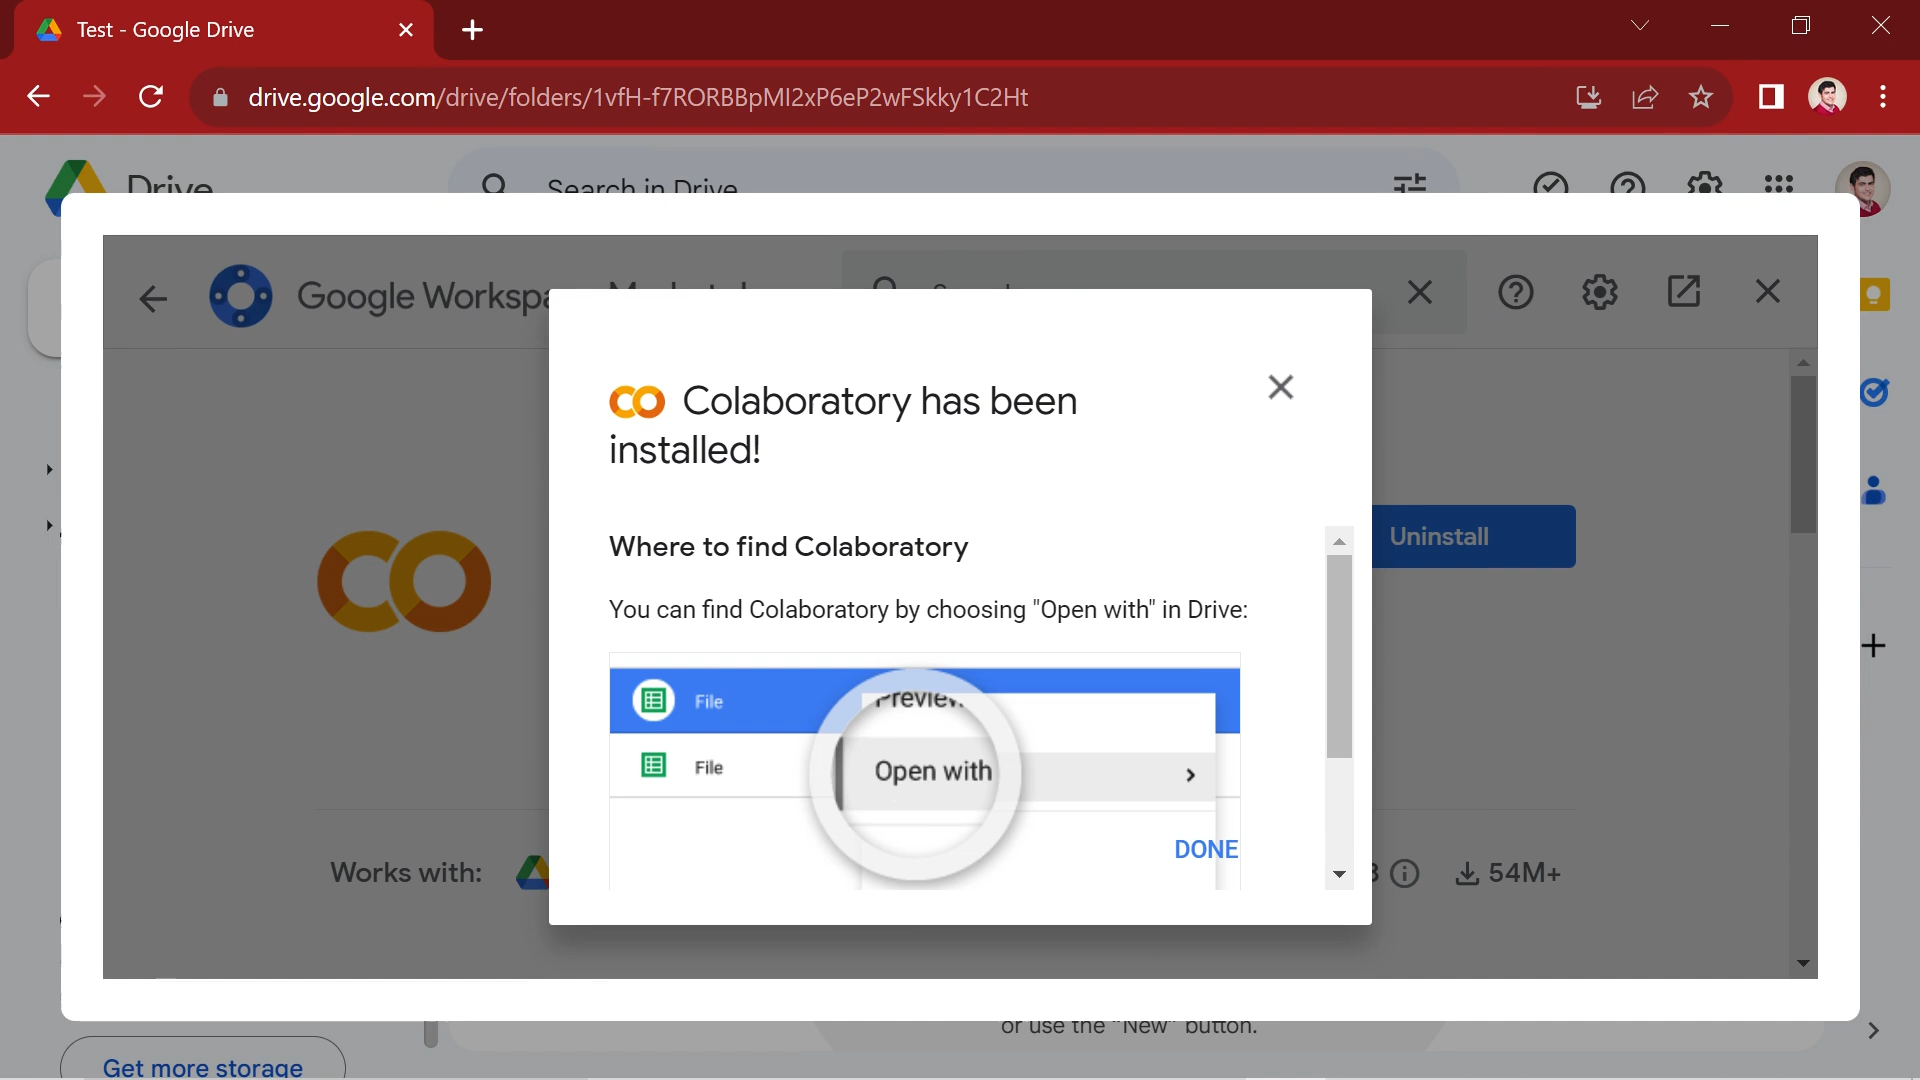 Test - Google Drive
drive.google.com/drive/folders/1vfH-f7RORBBpMI2xP6eP2wFSkky1C2Ht
Drive
Search in Drive
Google Workspa
Colaboratory has been
installed!
Where to find Colaboratory
You can find Colaboratory by choosing "Open with" in Drive:
Uninstall
File
Preview
File
Open with
DONE
Works with:
54M+
or use the "New" button.
Get more storage